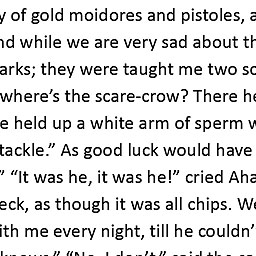 y of gold moidores and pistoles, a
nd while we are very sad about th
arks; they were taught me two sc
where's the scare-crow? There he
e held up a white arm of sperm w
tackle.” As good luck would have
” “It was he, it was he!” cried Aha
eck, as though it was all chips. We
ith me every night, till he couldn’
“No, I don’t,” said the